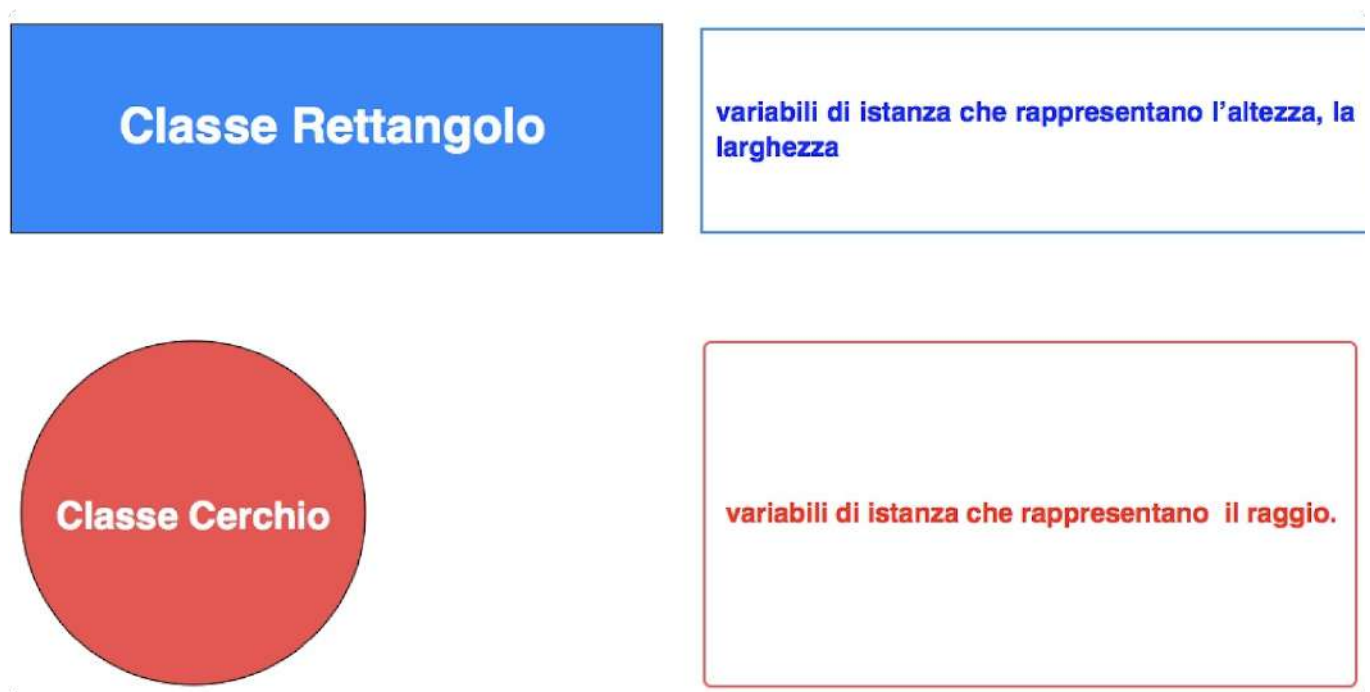 Classe Rettangolo
variabili di istanza che rappresentano l'altezza, la
larghezza
Classe Cerchio
variabili di istanza che rappresentano  il raggio.